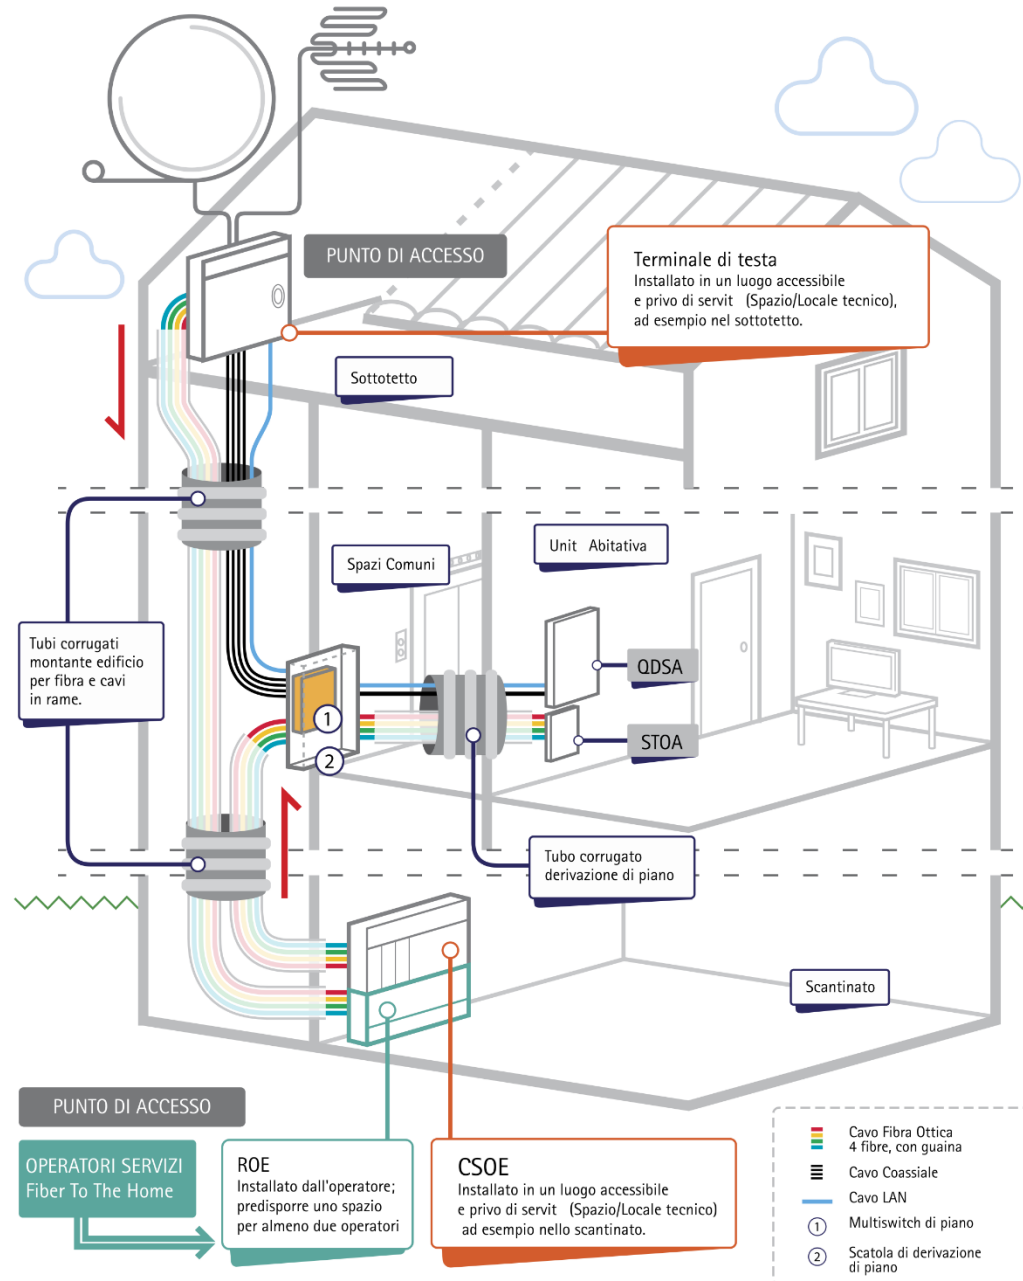 PUNTO DI ACCESSO
Terminale di testa
Installato in un luogo accessibile
e privo di servit (Spazio/Locale tecnico),
ad esempio nel sottotetto.
Sottotetto
Unit Abitativa
Spazi Comuni
Tubi corrugati
montante edificio
per fibra e cavi
in rame.
QDSA
1
STOA
2
Tubo corrugato
derivazione di piano
Scantinato
PUNTO DI ACCESSO
OPERATORI SERVIZI
Fiber To The Home
ROE
Installato dall'operatore;
predisporre uno spazio
per almeno due operatori
CSOE
Installato in un luogo accessibile
e privo di servit (Spazio/Locale tecnico)
ad esempio nello scantinato.
Cavo Fibra Ottica
4 fibre, con guaina
Cavo Coassiale
Cavo LAN
1 Multiswitch di piano
2 Scatola di derivazione
di piano